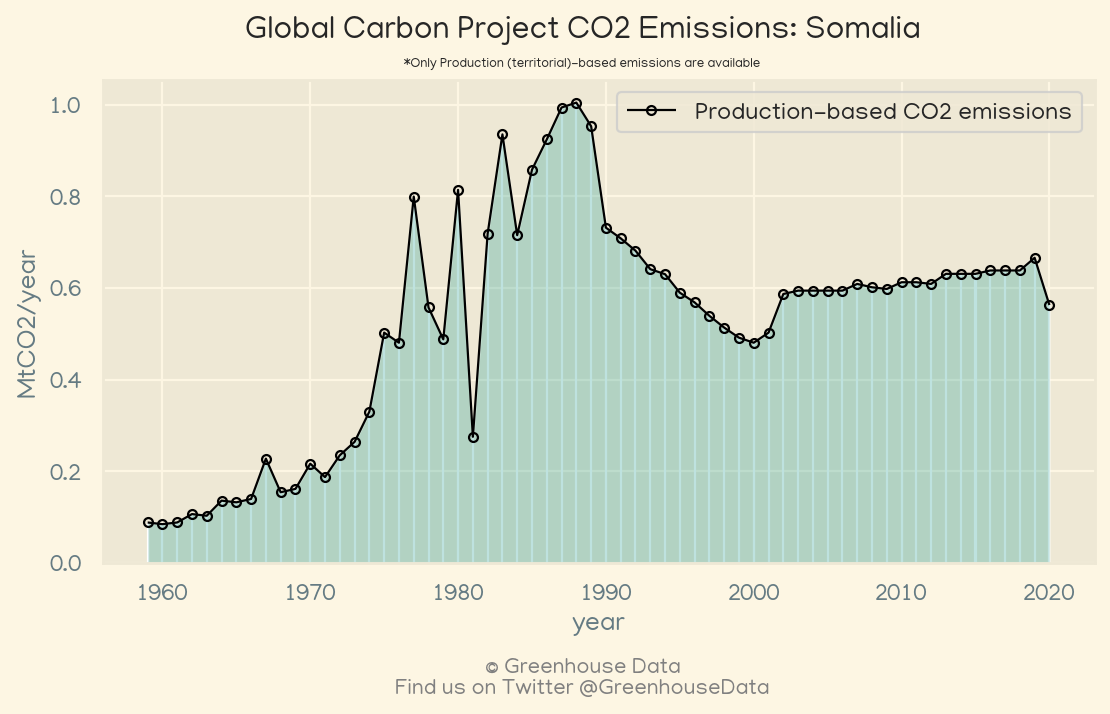 Global Carbon Project CO2 Emissions: Somalia
*Only Production (territorial)-based emissions are available
Production-based CO2 emissions
MtCO2/year
1.0
0.8
0.6
0.4
0.2
0.0
1960 1970 1980 1990 2000 2010 2020
year
© Greenhouse Data
Find us on Twitter @GreenhouseData